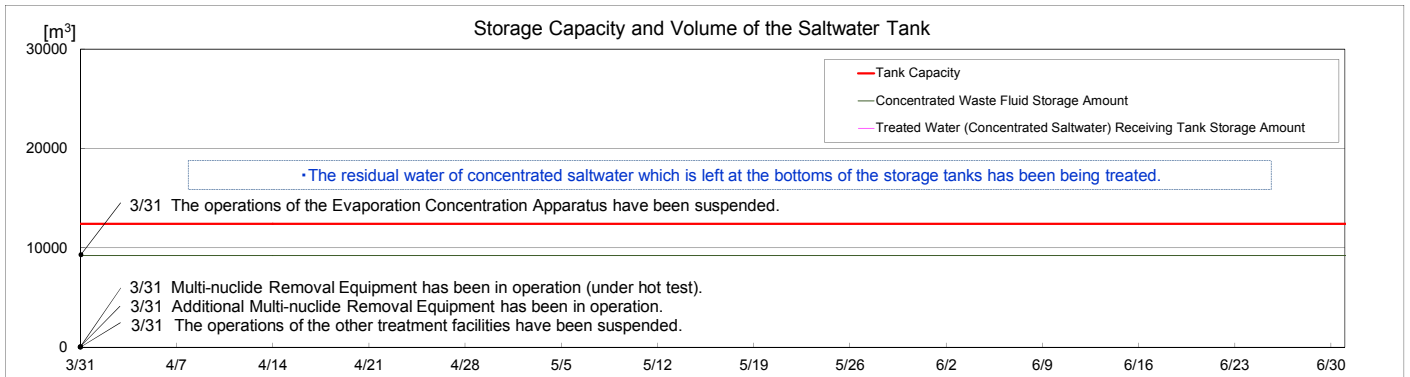 Storage Capacity and Volume of the Saltwater Tank
[m³]
30000
Tank Capacity
Concentrated Waste Fluid Storage Amount
Treated Water (Concentrated Saltwater) Receiving Tank Storage Amount
20000
・The residual water of concentrated saltwater which is left at the bottoms of the storage tanks has been being treated.
3/31 The operations of the Evaporation Concentration Apparatus have been suspended.
10000
3/31 Multi-nuclide Removal Equipment has been in operation (under hot test).
3/31 Additional Multi-nuclide Removal Equipment has been in operation.
3/31 The operations of the other treatment facilities have been suspended.
0
3/31 4/7 4/14 4/21 4/28 5/5 5/12 5/19 5/26 6/2 6/9 6/16 6/23 6/30